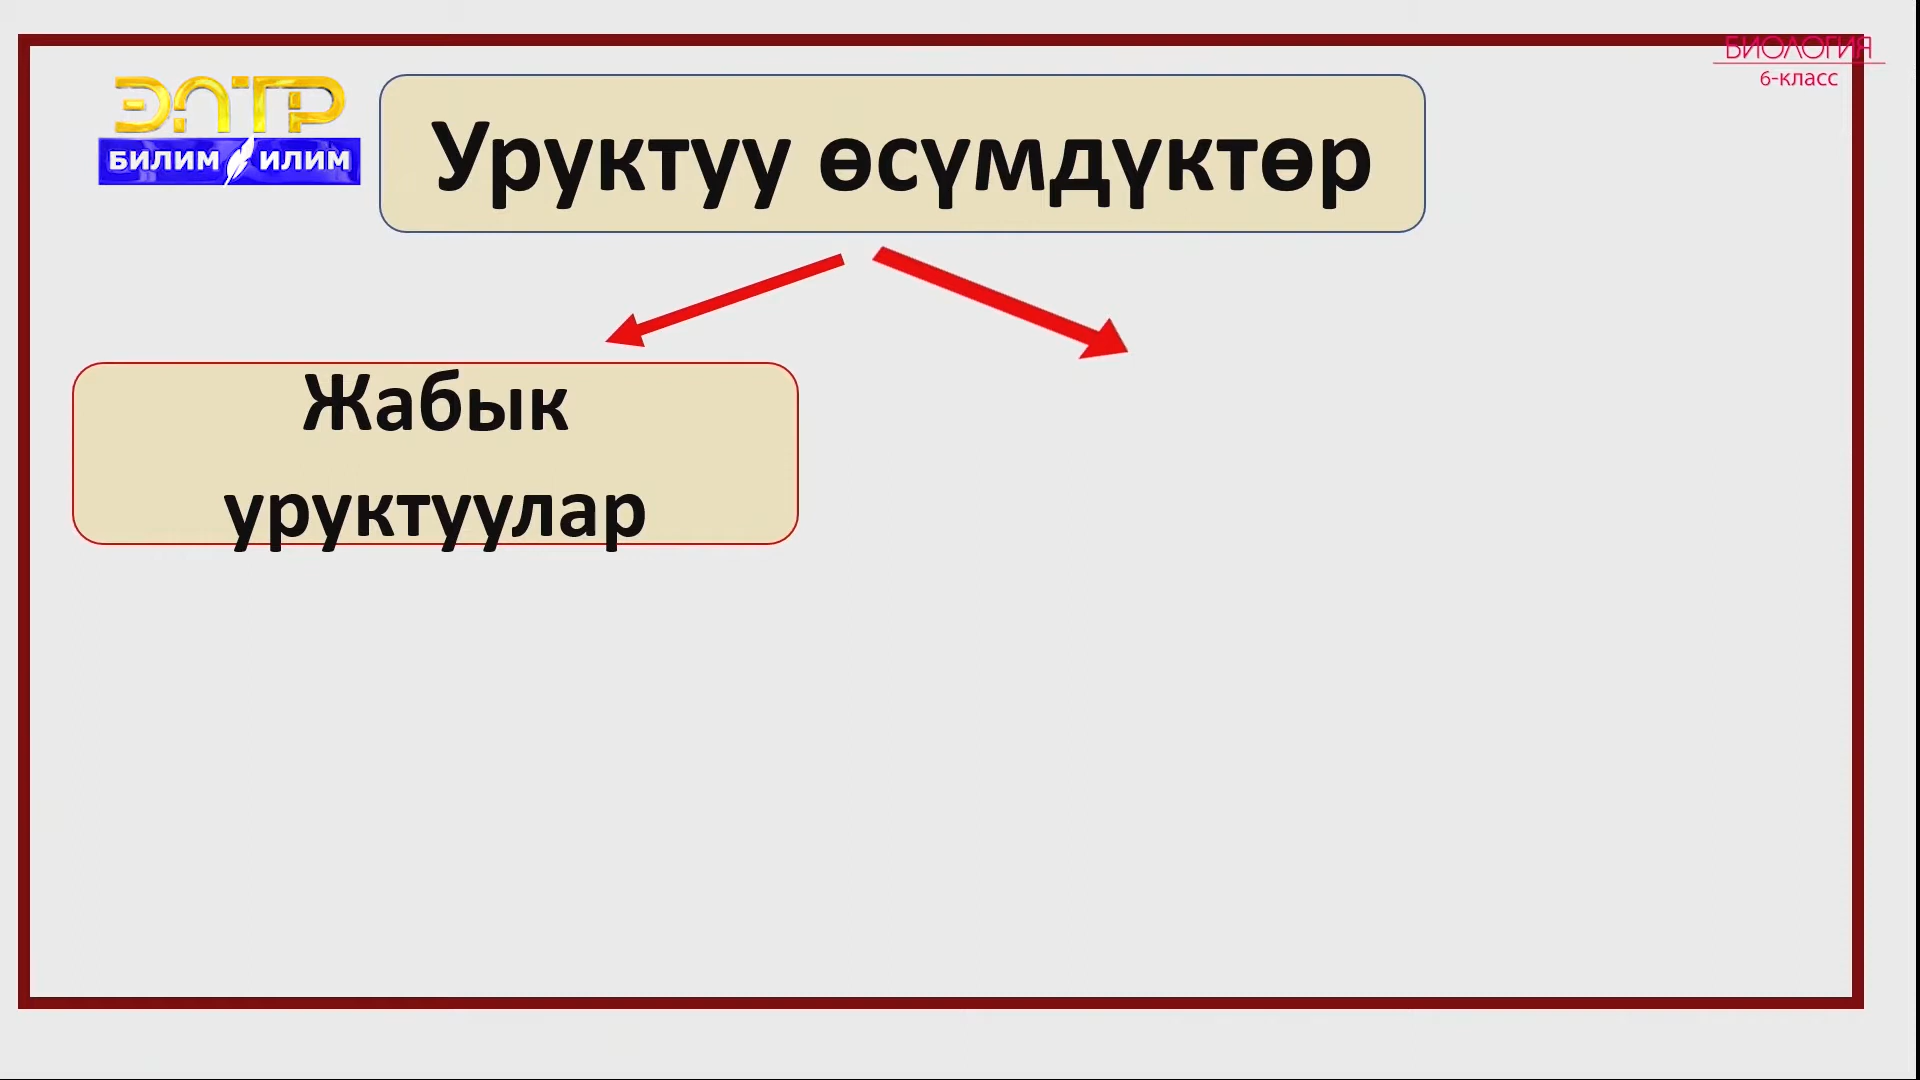 БИОЛОГИЯ
6-класс
ЭЛТР
БИЛИМ ИЛИМ
Уруктуу өсүмдүктөр
Жабык
уруктуулар